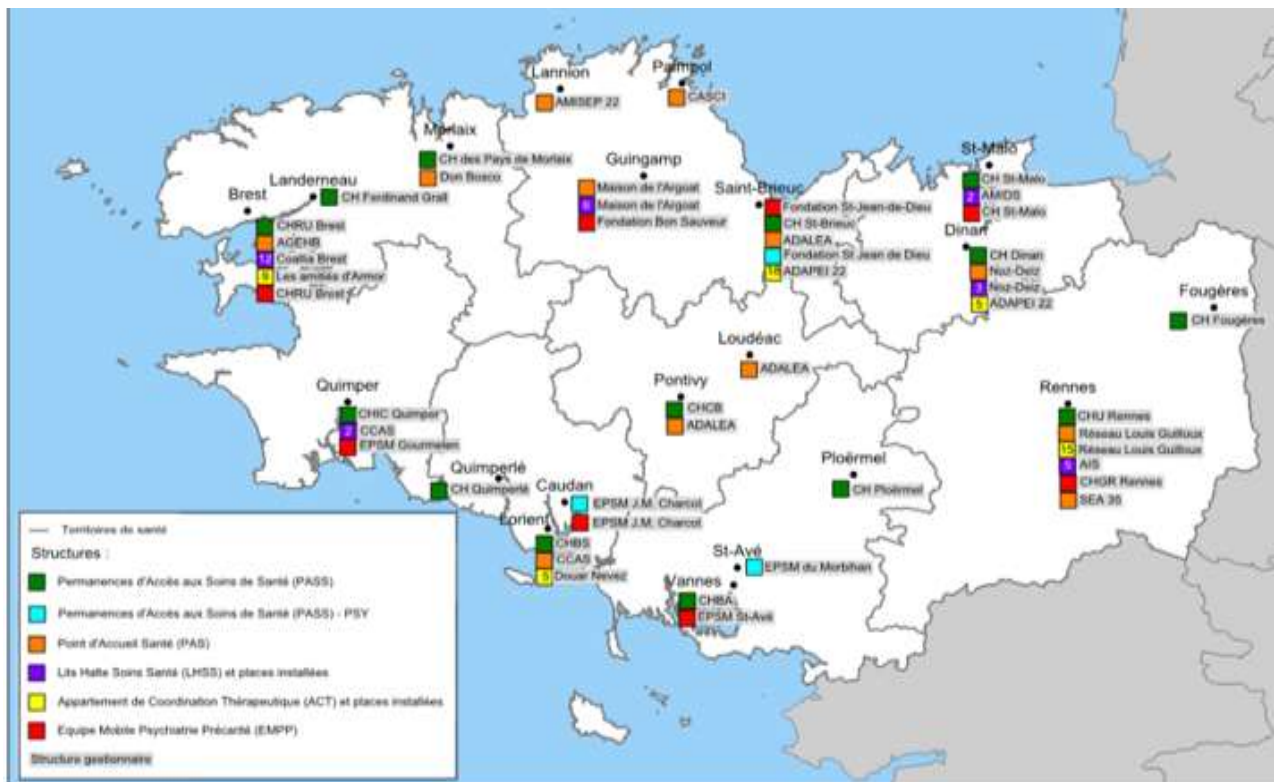 Lannion
AMISEP 22
Paimpol
CASCI
Morlaix
CH des Pays de Morlaix
Don Bosco
Landerneau
CH Ferdinand Grall
Brest
CHRU Brest
AGEHB
12 Coallia Brest
Les amitiés d'Armor
CHRU Brest
Guingamp
Maison de l'Argoat
6 Maison de l'Argoat
Fondation Bon Sauveur
Saint-Brieuc
Fondation St-Jean-de-Dieu
CH St-Brieuc
ADALEA
Fondation St Jean de Dieu
18 ADAPEI 22
St-Malo
CH St-Malo
2 AMIDS
CH St-Malo
Dinan
CH Dinan
Noz-Deiz
3 Noz-Deiz
5 ADAPEI 22
Fougères
CH Fougères
Loudéac
ADALEA
Pontivy
CHCB
ADALEA
Rennes
CHU Rennes
Réseau Louis Guilloux
15 Réseau Louis Guilloux
AIS
CHGR Rennes
SEA 35
Quimper
CHIC Quimper
2 CCAS
EPSM Gourmelen
Quimperlé
CH Quimperlé
Caudan
EPSM J.M. Charcot
EPSM J.M. Charcot
Lorient
CHBS
CCAS
5 Douar Nevez
Ploërmel
CH Ploërmel
St-Avé
EPSM du Morbihan
Vannes
CHBA
EPSM St-Avé
Territoires de santé
Structures :
Permanences d'Accès aux Soins de Santé (PASS)
Permanences d'Accès aux Soins de Santé (PASS) - PSY
Point d'Accueil Santé (PAS)
Lits Halte Soins Santé (LHSS) et places installées
Appartement de Coordination Thérapeutique (ACT) et places installées
Equipe Mobile Psychiatrie Précarité (EMPP)
Structure gestionnaire